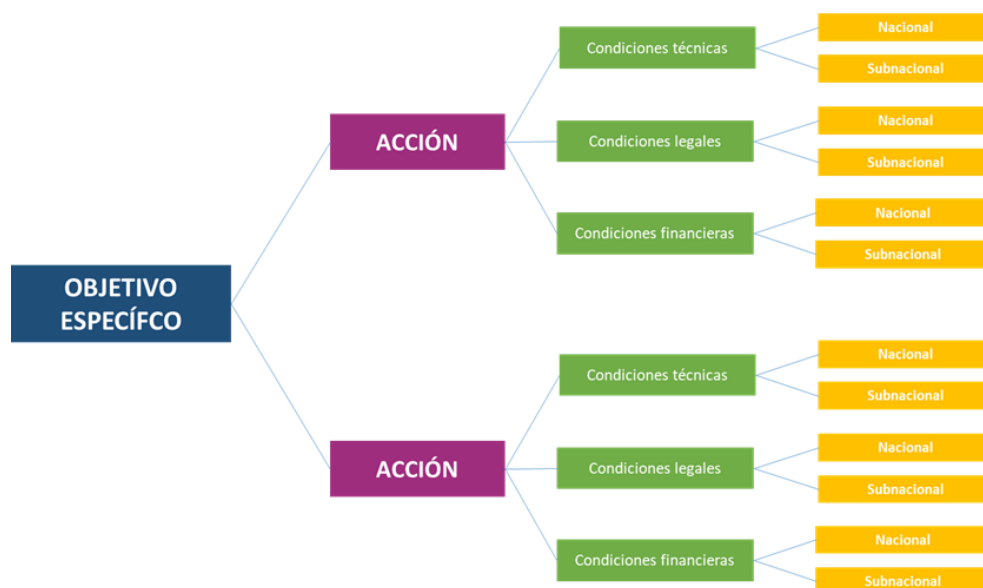 Nacional
Condiciones técnicas
Subnacional
Nacional
ACCIÓN
Condiciones legales
Subnacional
Nacional
Condiciones financieras
Subnacional
OBJETIVO
ESPECÍFCO
Nacional
Condiciones técnicas
Subnacional
Nacional
ACCIÓN
Condiciones legales
Subnacional
Nacional
Condiciones financieras
Subnacional